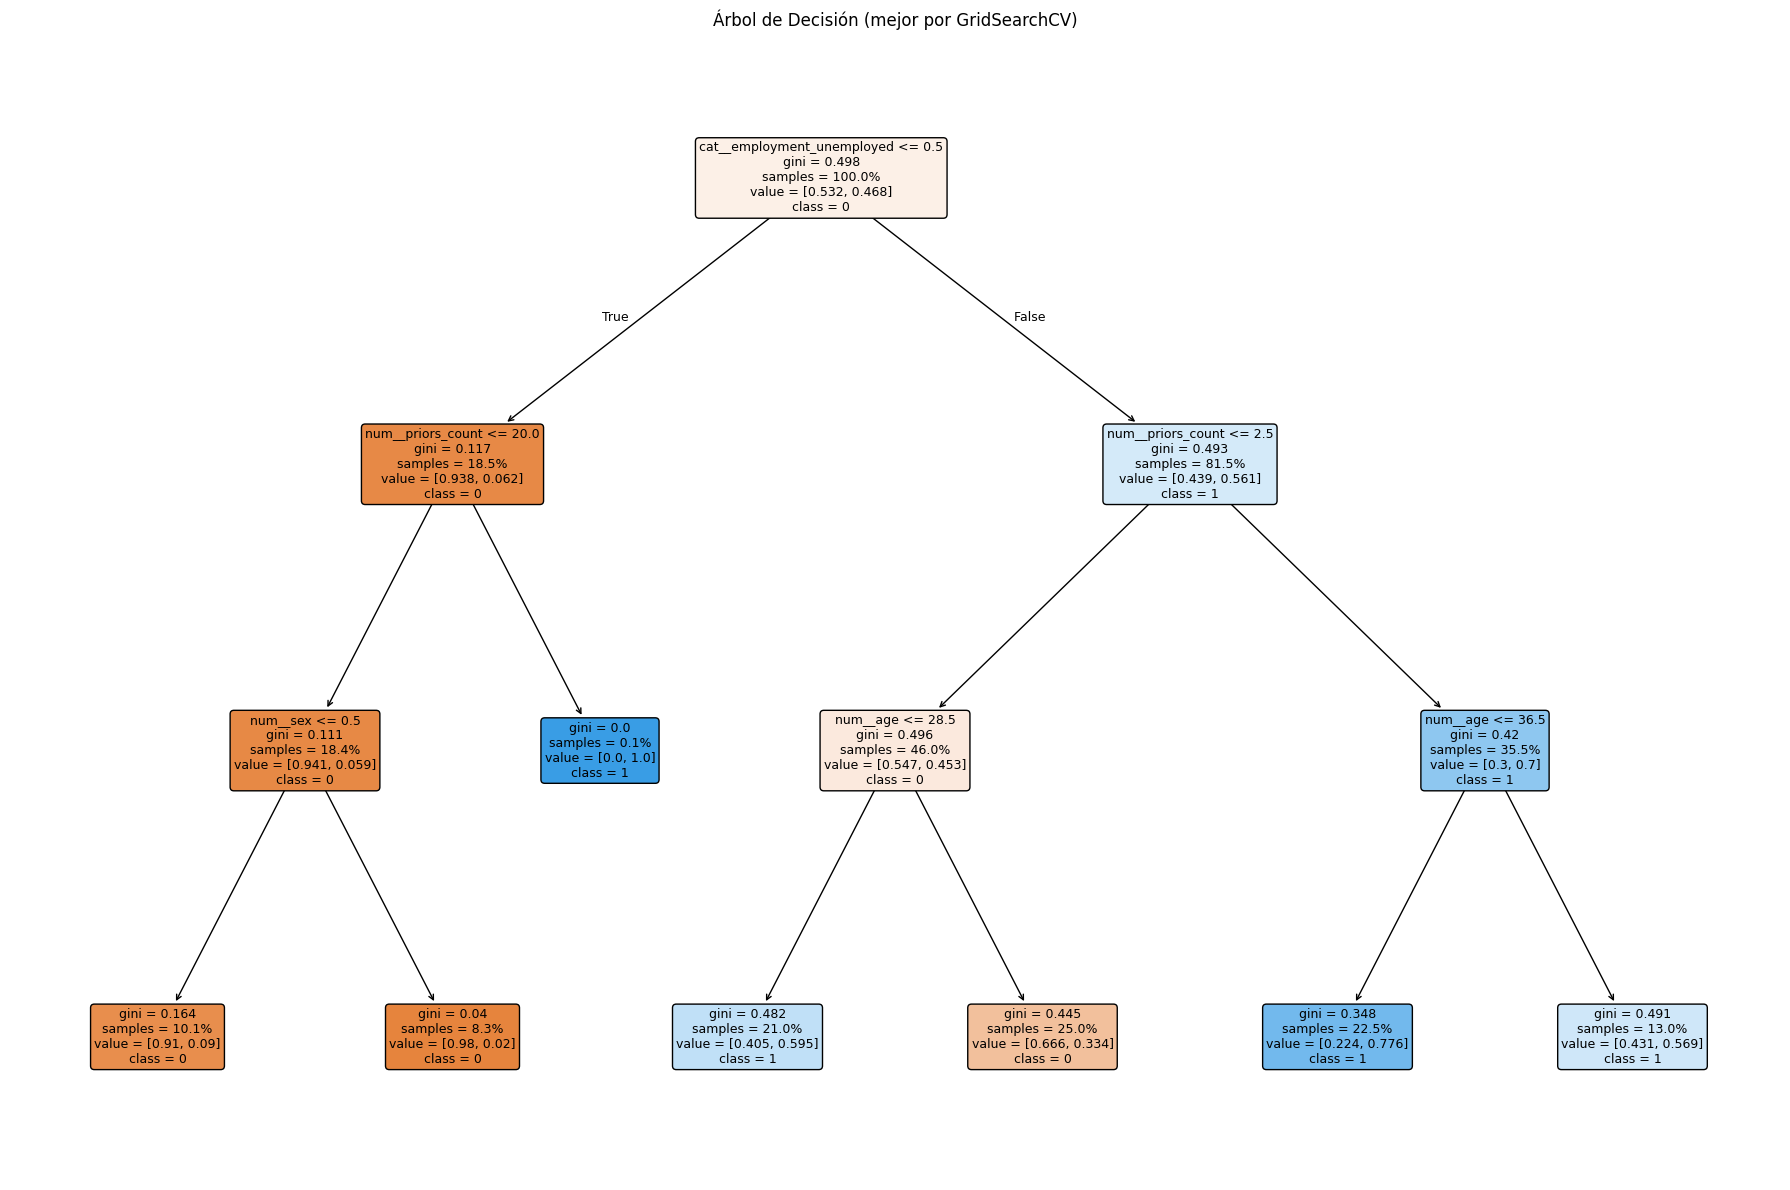 Árbol de Decisión (mejor por GridSearchCV)
cat__employment_unemployed <= 0.5
gini = 0.498
samples = 100.0%
value = [0.532, 0.468]
class = 0
True
False
num__priors_count <= 20.0
gini = 0.117
samples = 18.5%
value = [0.938, 0.062]
class = 0
num__priors_count <= 2.5
gini = 0.493
samples = 81.5%
value = [0.439, 0.561]
class = 1
num__sex <= 0.5
gini = 0.111
samples = 18.4%
value = [0.941, 0.059]
class = 0
gini = 0.0
samples = 0.1%
value = [0.0, 1.0]
class = 1
num__age <= 28.5
gini = 0.496
samples = 46.0%
value = [0.547, 0.453]
class = 0
num__age <= 36.5
gini = 0.42
samples = 35.5%
value = [0.3, 0.7]
class = 1
gini = 0.164
samples = 10.1%
value = [0.91, 0.09]
class = 0
gini = 0.04
samples = 8.3%
value = [0.98, 0.02]
class = 0
gini = 0.482
samples = 21.0%
value = [0.405, 0.595]
class = 1
gini = 0.445
samples = 25.0%
value = [0.666, 0.334]
class = 0
gini = 0.348
samples = 22.5%
value = [0.224, 0.776]
class = 1
gini = 0.491
samples = 13.0%
value = [0.431, 0.569]
class = 1